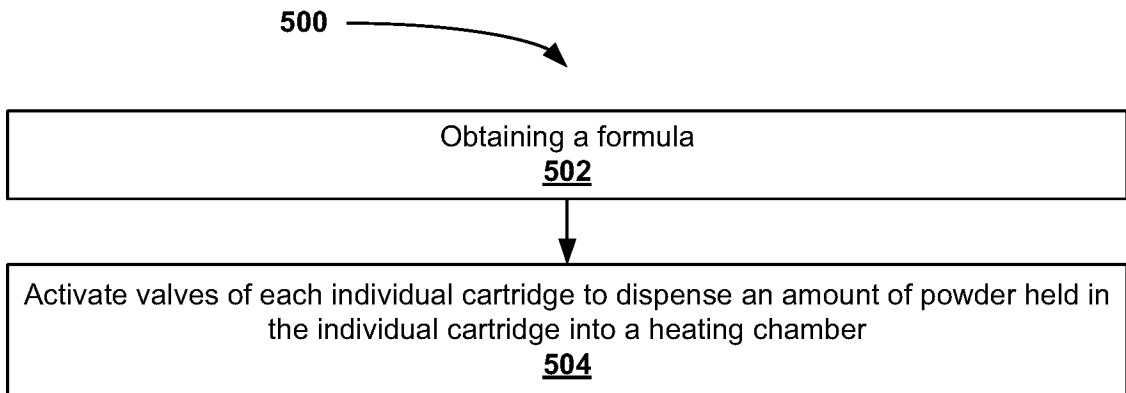 500
Obtaining a formula
502
Activate valves of each individual cartridge to dispense an amount of powder held in
the individual cartridge into a heating chamber
504